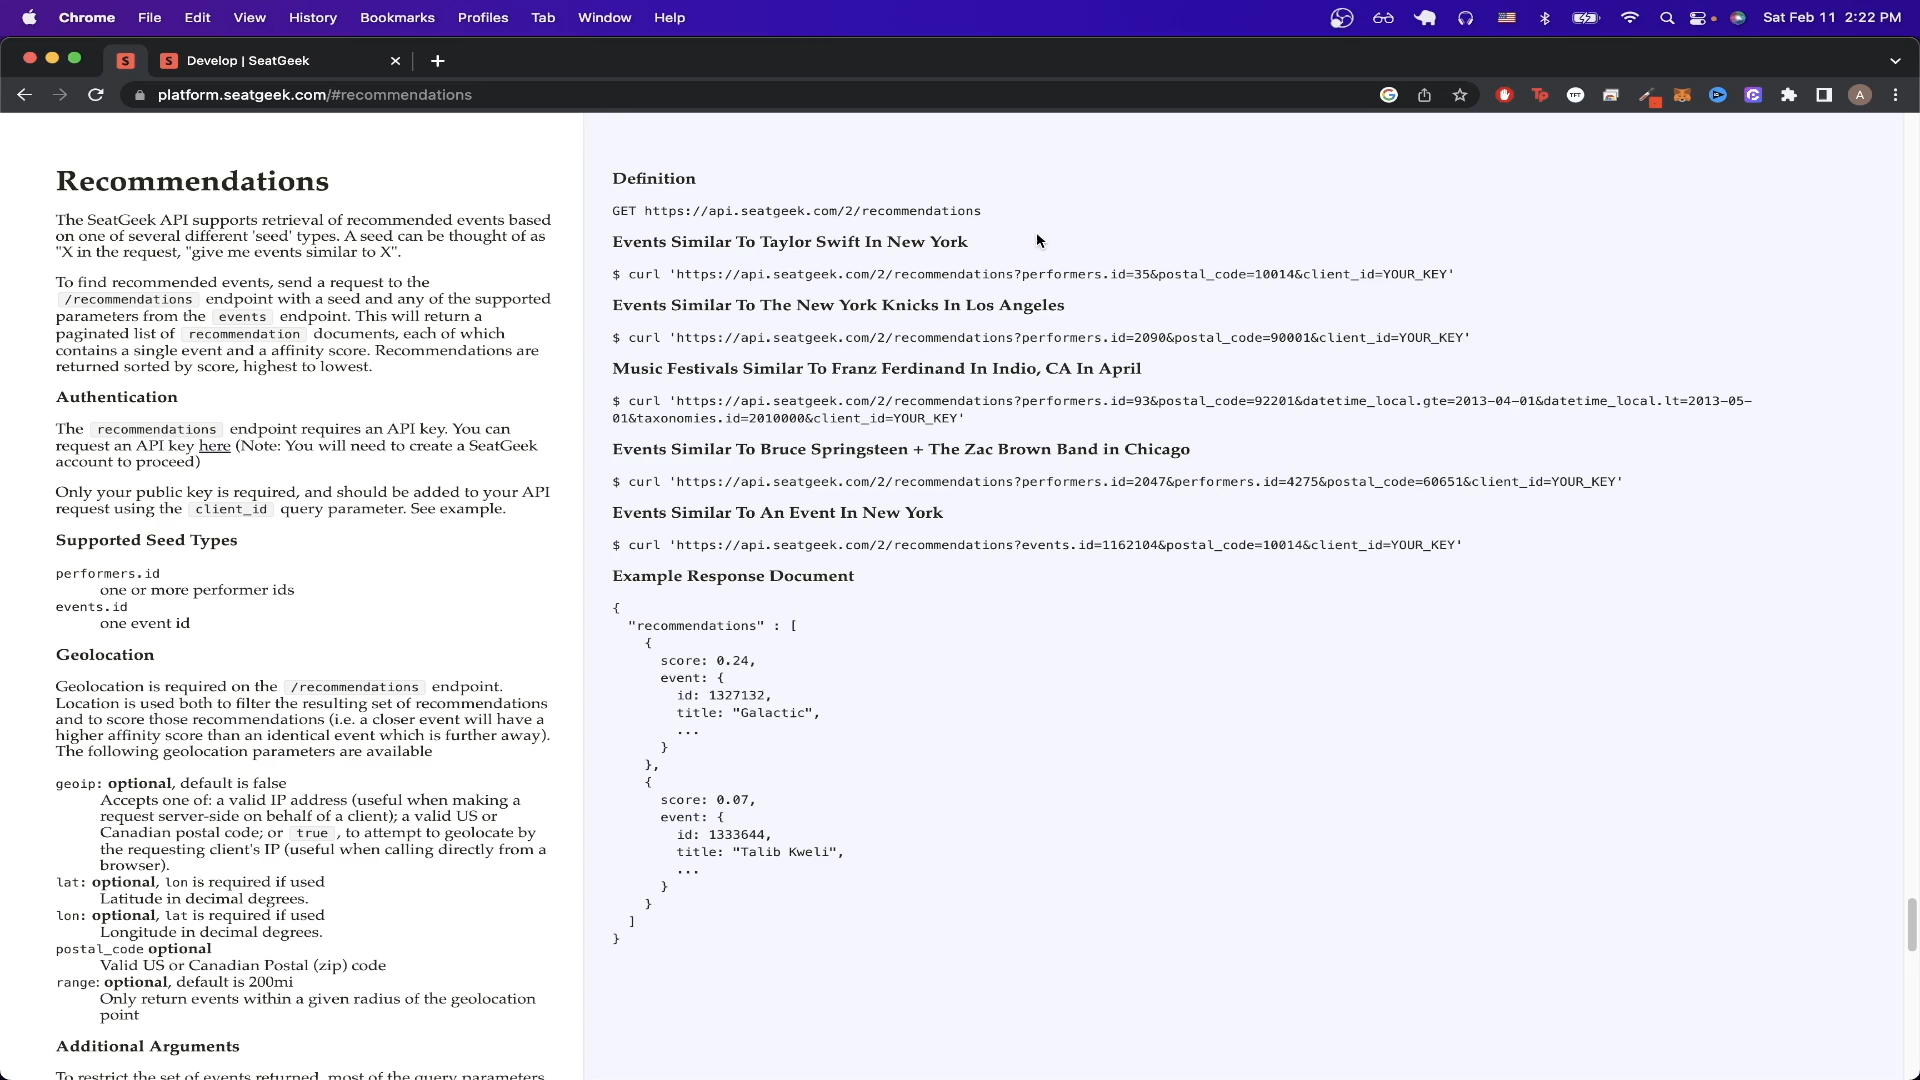 Chrome File Edit View History Bookmarks Profiles Tab Window Help Sat Feb 11 2:22 PM
S S Develop | SeatGeek
platform.seatgeek.com/#recommendations Tp TFT A
Recommendations
The SeatGeek API supports retrieval of recommended events based
on one of several different 'seed' types. A seed can be thought of as
"X in the request, "give me events similar to X".
To find recommended events, send a request to the
/recommendations endpoint with a seed and any of the supported
parameters from the events endpoint. This will return a
paginated list of recommendation documents, each of which
contains a single event and a affinity score. Recommendations are
returned sorted by score, highest to lowest.
Authentication
The recommendations endpoint requires an API key. You can
request an API key here (Note: You will need to create a SeatGeek
account to proceed)
Only your public key is required, and should be added to your API
request using the client_id query parameter. See example.
Supported Seed Types
performers.id
one or more performer ids
events.id
one event id
Geolocation
Geolocation is required on the /recommendations endpoint.
Location is used both to filter the resulting set of recommendations
and to score those recommendations (i.e. a closer event will have a
higher affinity score than an identical event which is further away).
The following geolocation parameters are available
geoip: optional, default is false
Accepts one of: a valid IP address (useful when making a
request server-side on behalf of a client); a valid US or
Canadian postal code; or true , to attempt to geolocate by
the requesting client's IP (useful when calling directly from a
browser).
lat: optional, lon is required if used
Latitude in decimal degrees.
lon: optional, lat is required if used
Longitude in decimal degrees.
postal_code optional
Valid US or Canadian Postal (zip) code
range: optional, default is 200mi
Only return events within a given radius of the geolocation
point
Additional Arguments
To restrict the set of events returned, most of the query parameters
Definition
GET https://api.seatgeek.com/2/recommendations
Events Similar To Taylor Swift In New York
$ curl 'https://api.seatgeek.com/2/recommendations?performers.id=35&postal_code=10014&client_id=YOUR_KEY'
Events Similar To The New York Knicks In Los Angeles
$ curl 'https://api.seatgeek.com/2/recommendations?performers.id=2090&postal_code=90001&client_id=YOUR_KEY'
Music Festivals Similar To Franz Ferdinand In Indio, CA In April
$ curl 'https://api.seatgeek.com/2/recommendations?performers.id=93&postal_code=92201&datetime_local.gte=2013-04-01&datetime_local.lt=2013-05-
01&taxonomies.id=2010000&client_id=YOUR_KEY'
Events Similar To Bruce Springsteen + The Zac Brown Band in Chicago
$ curl 'https://api.seatgeek.com/2/recommendations?performers.id=2047&performers.id=4275&postal_code=60651&client_id=YOUR_KEY'
Events Similar To An Event In New York
$ curl 'https://api.seatgeek.com/2/recommendations?events.id=1162104&postal_code=10014&client_id=YOUR_KEY'
Example Response Document
{
"recommendations" : [
{
score: 0.24,
event: {
id: 1327132,
title: "Galactic",
...
}
},
{
score: 0.07,
event: {
id: 1333644,
title: "Talib Kweli",
...
}
}
]
}